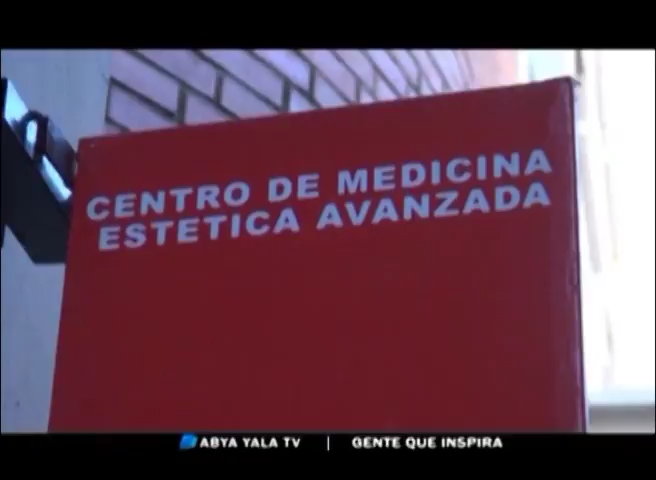 CENTRO DE MEDICINA
ESTETICA AVANZADA
ABYA YALA TV | GENTE QUE INSPIRA